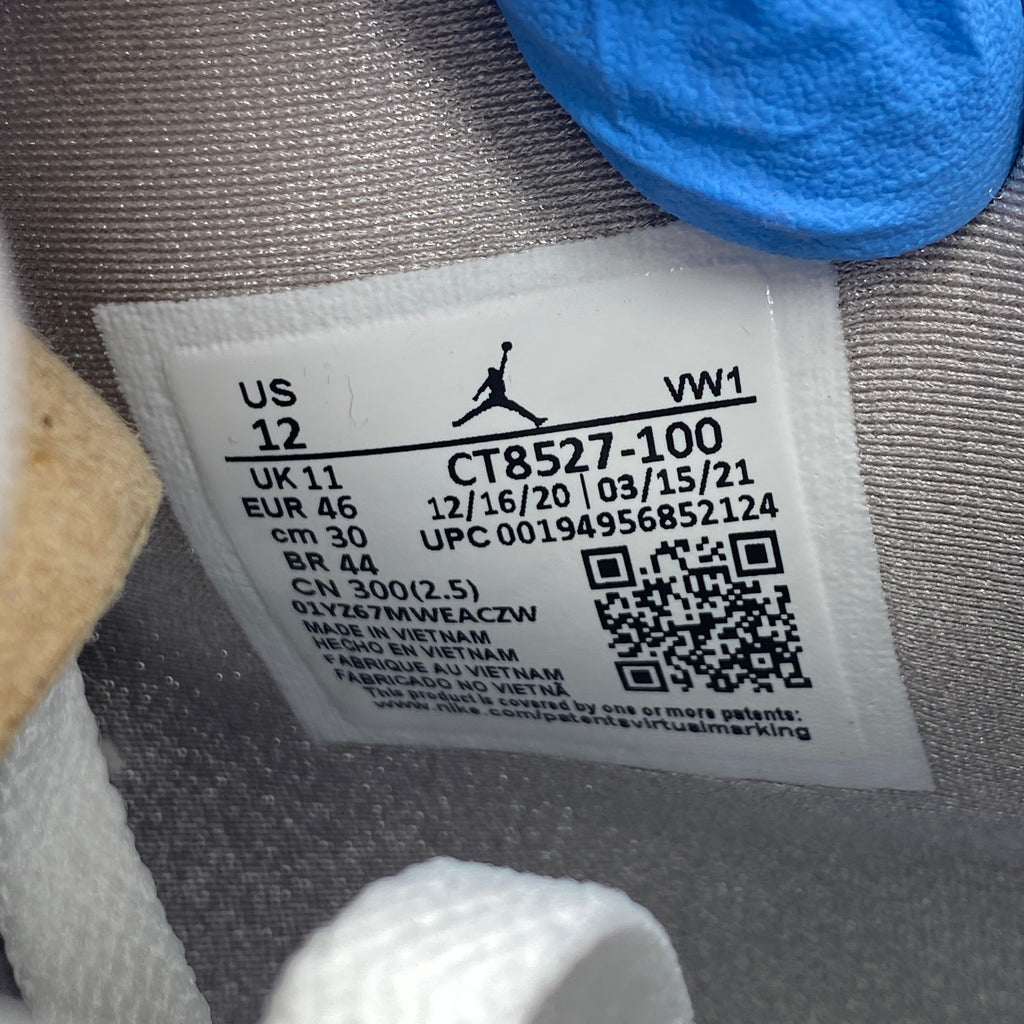 US
12
VW1
UK 11
EUR 46
cm 30
BR 44
CN 300(2.5)
CT8527-100
12/16/20 | 03/15/21
UPC 00194956852124
01YZ67MWEACZW
MADE IN VIETNAM
HECHO EN VIETNAM
FABRIQUE AU VIETNAM
FABRICADO NO VIETNÃ
This product is covered by one or more patents:
www.nike.com/patentsvirtualmarking